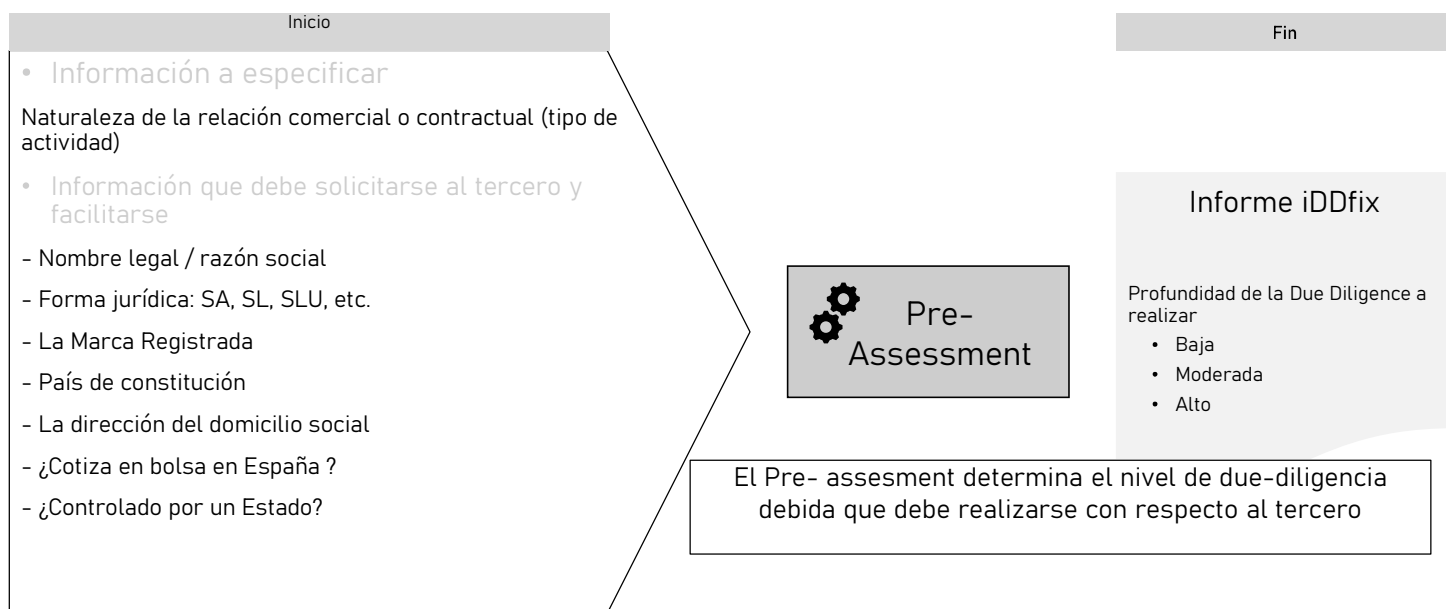 Inicio
• Información a especificar
Naturaleza de la relación comercial o contractual (tipo de
actividad)
• Información que debe solicitarse al tercero y
facilitarse
- Nombre legal / razón social
- Forma jurídica: SA, SL, SLU, etc.
- La Marca Registrada
- País de constitución
- La dirección del domicilio social
- ¿Cotiza en bolsa en España ?
- ¿Controlado por un Estado?
Pre-
Assessment
Fin
Informe iDDfix
Profundidad de la Due Diligence a
realizar
• Baja
• Moderada
• Alto
El Pre- assesment determina el nivel de due-diligencia
debida que debe realizarse con respecto al tercero